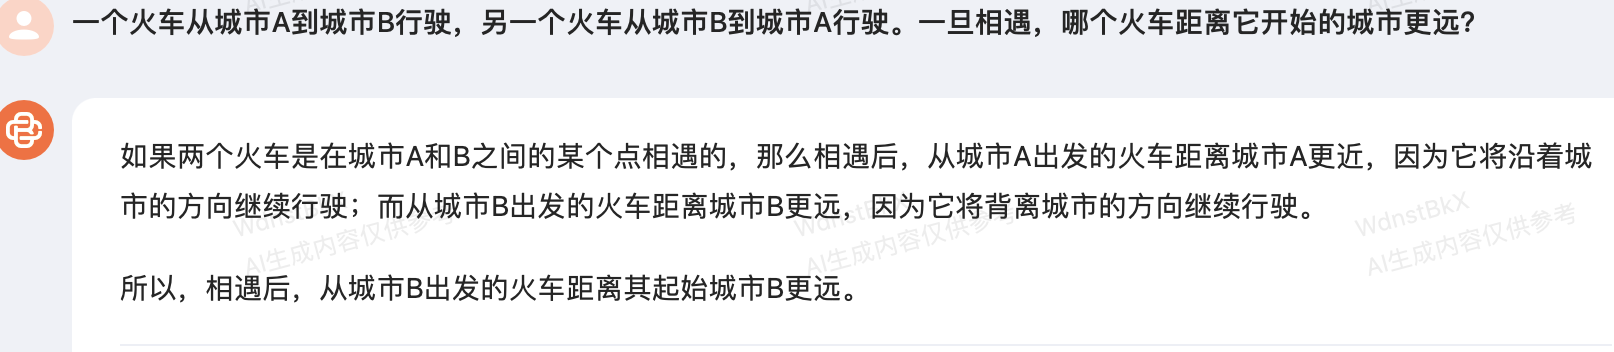 一个火车从城市A到城市B行驶，另一个火车从城市B到城市A行驶。一旦相遇，哪个火车距离它开始的城市更远？
如果两个火车是在城市A和B之间的某个点相遇的，那么相遇后，从城市A出发的火车距离城市A更近，因为它将沿着城
市的方向继续行驶；而从城市B出发的火车距离城市B更远，因为它将背离城市的方向继续行驶。
WdnstBkX
AI生成内容仅供参考
WdnstBkX
AI生成内容仅供参考
WdnstBkX
AI生成内容仅供参考
所以，相遇后，从城市B出发的火车距离其起始城市B更远。